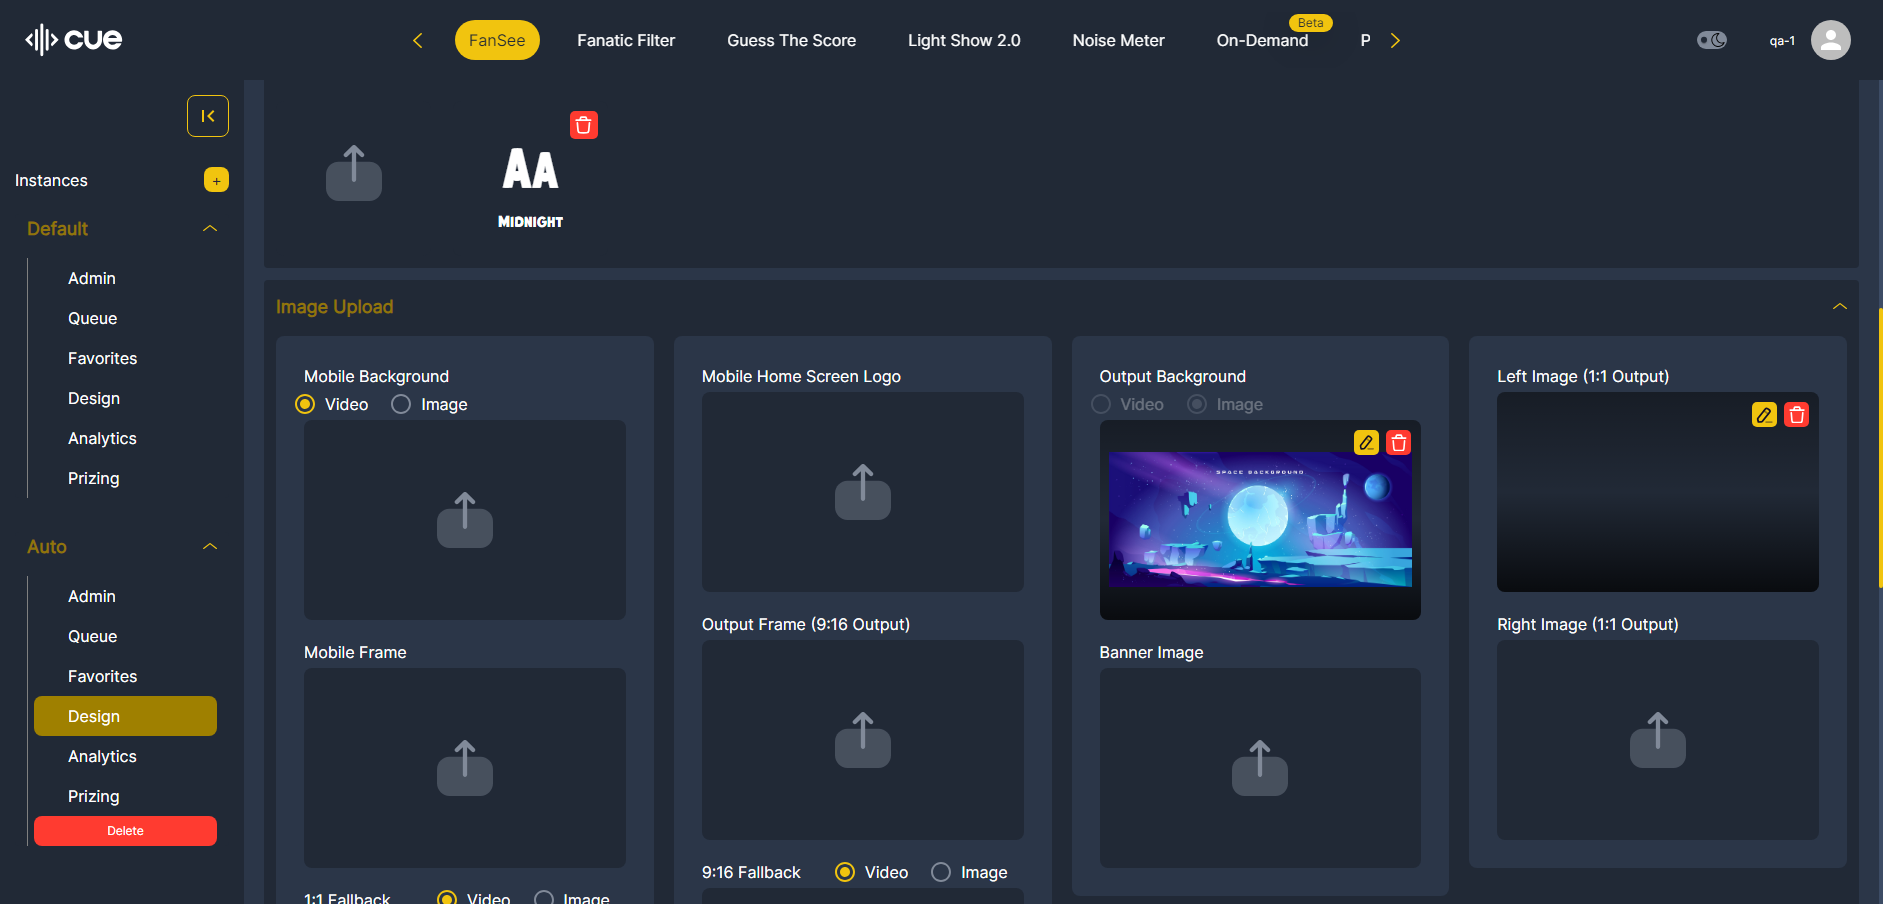 cue
FanSee
Fanatic Filter
Guess The Score
Light Show 2.0
Noise Meter
Beta
On-Demand
P
qa-1
Instances
+
Default
Admin
Queue
Favorites
Design
Analytics
Prizing
Auto
Admin
Queue
Favorites
Design
Analytics
Prizing
Delete
AA
MIDNIGHT
Image Upload
Mobile Background
Video
Image
Mobile Frame
1:1 Fallback
Video
Image
Mobile Home Screen Logo
Output Frame (9:16 Output)
9:16 Fallback
Video
Image
Output Background
Video
Image
SPACE BACKGROUND
Banner Image
Left Image (1:1 Output)
Right Image (1:1 Output)